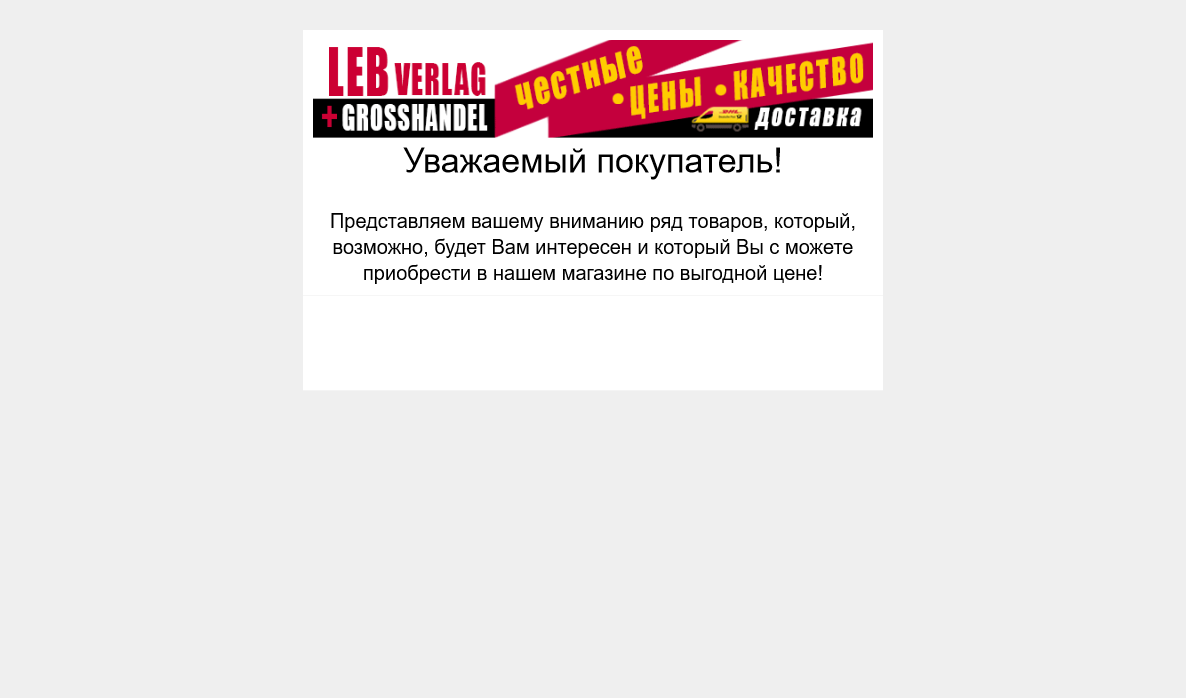 LEB VERLAG
+GROSSHANDEL
честные
•ЦЕНЫ •КАЧЕСТВО
доставка
Уважаемый покупатель!
Представляем вашему вниманию ряд товаров, который,
возможно, будет Вам интересен и который Вы с можете
приобрести в нашем магазине по выгодной цене!